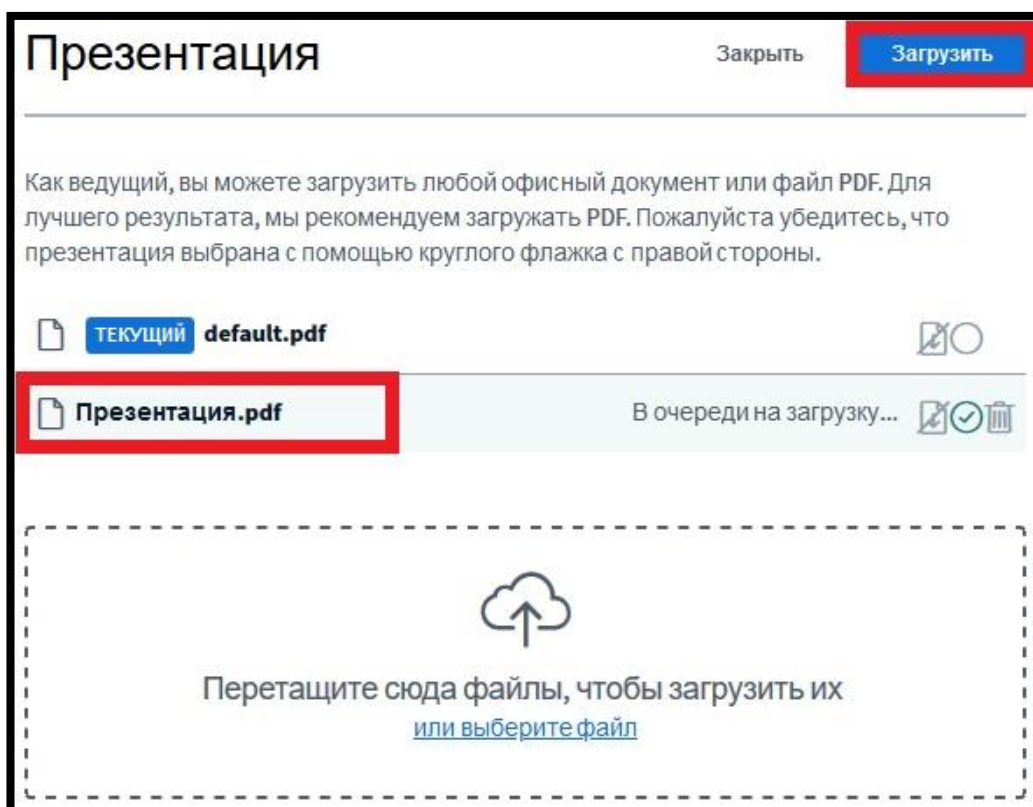 Презентация
Закрыть
Загрузить
Как ведущий, вы можете загрузить любой офисный документ или файл PDF. Для
лучшего результата, мы рекомендуем загружать PDF. Пожалуйста убедитесь, что
презентация выбрана с помощью круглого флажка с правой стороны.
ТЕКУЩИЙ default.pdf
Презентация.pdf В очереди на загрузку...
Перетащите сюда файлы, чтобы загрузить их
или выберите файл